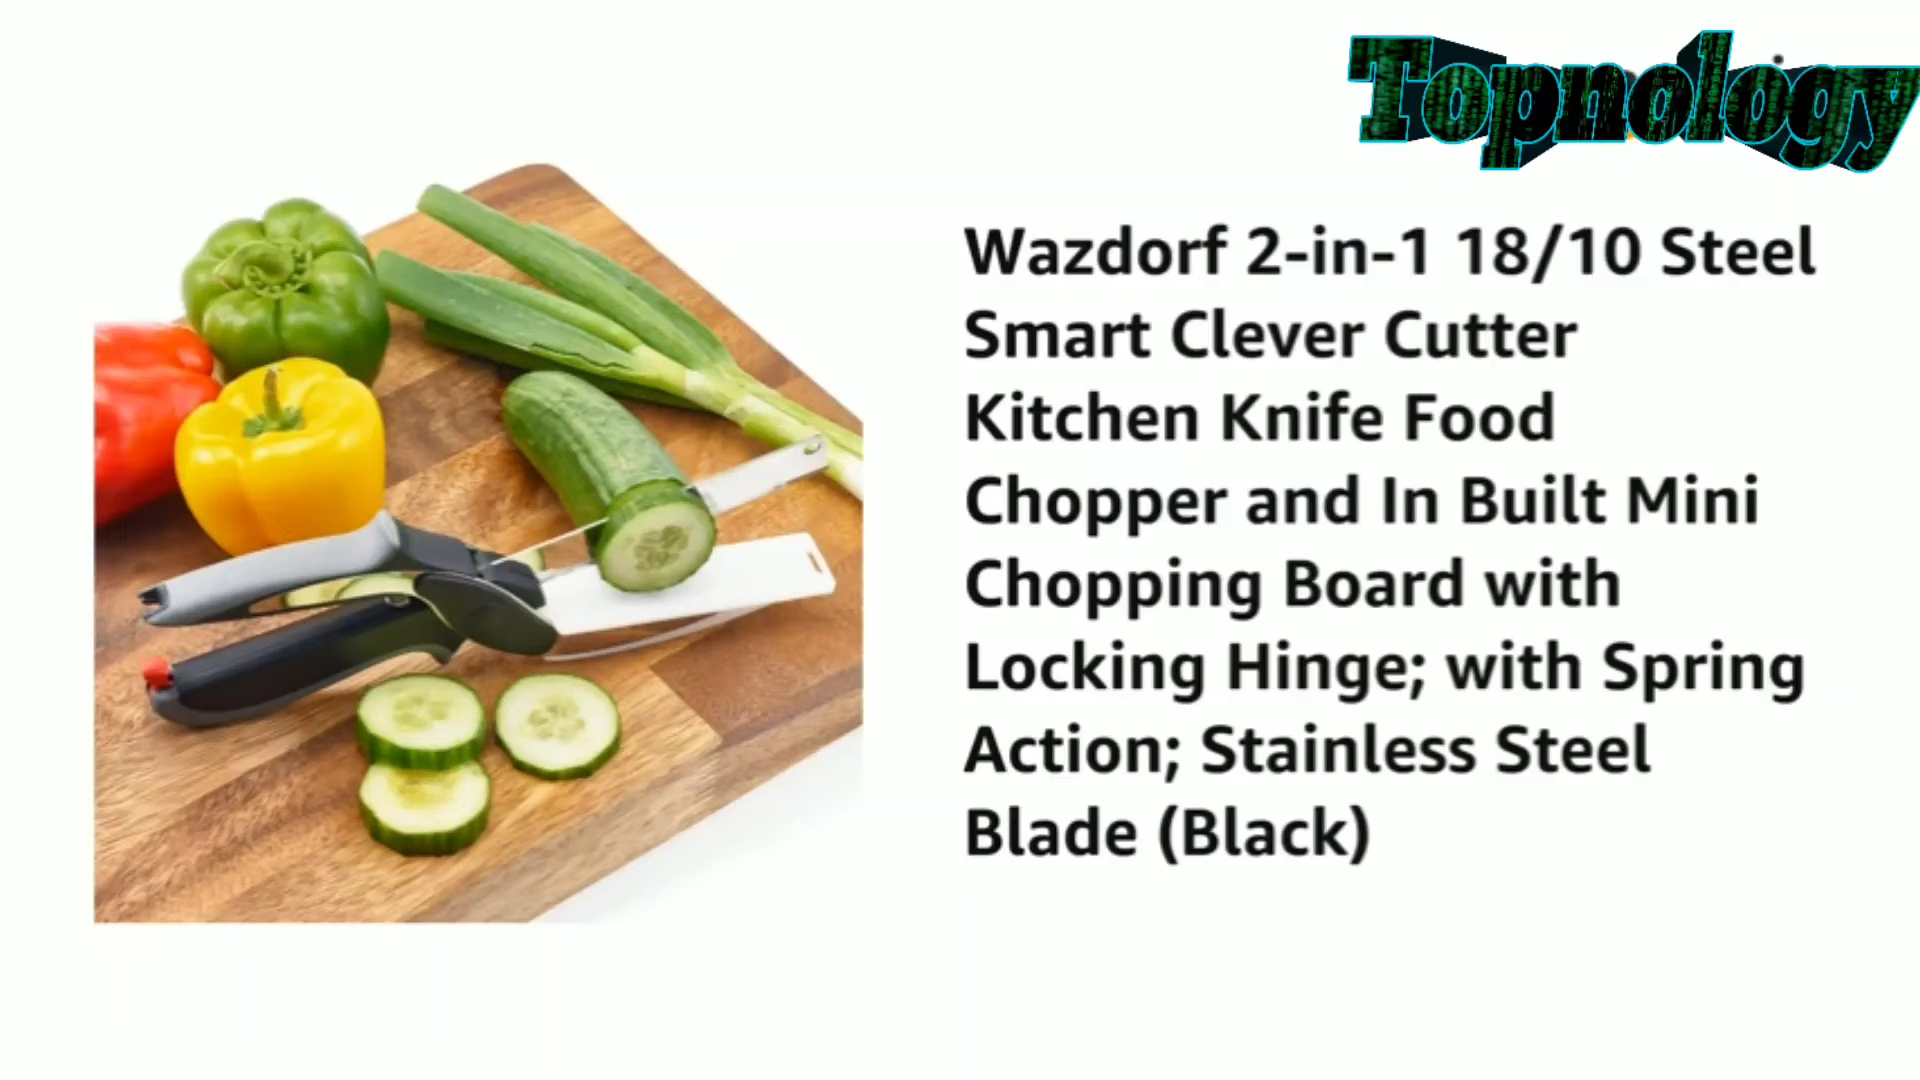 Topnology
Wazdorf 2-in-1 18/10 Steel
Smart Clever Cutter
Kitchen Knife Food
Chopper and In Built Mini
Chopping Board with
Locking Hinge; with Spring
Action; Stainless Steel
Blade (Black)